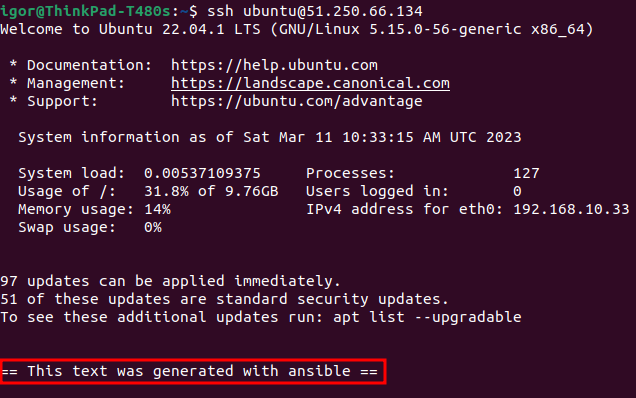 igor@ThinkPad-T480s:~$ ssh ubuntu@51.250.66.134
Welcome to Ubuntu 22.04.1 LTS (GNU/Linux 5.15.0-56-generic x86_64)
* Documentation:  https://help.ubuntu.com
* Management:     https://landscape.canonical.com
* Support:        https://ubuntu.com/advantage
System information as of Sat Mar 11 10:33:15 AM UTC 2023
System load:  0.00537109375     Processes:             127
Usage of /:   31.8% of 9.76GB   Users logged in:       0
Memory usage: 14%               IPv4 address for eth0: 192.168.10.33
Swap usage:   0%
97 updates can be applied immediately.
51 of these updates are standard security updates.
To see these additional updates run: apt list --upgradable
== This text was generated with ansible ==